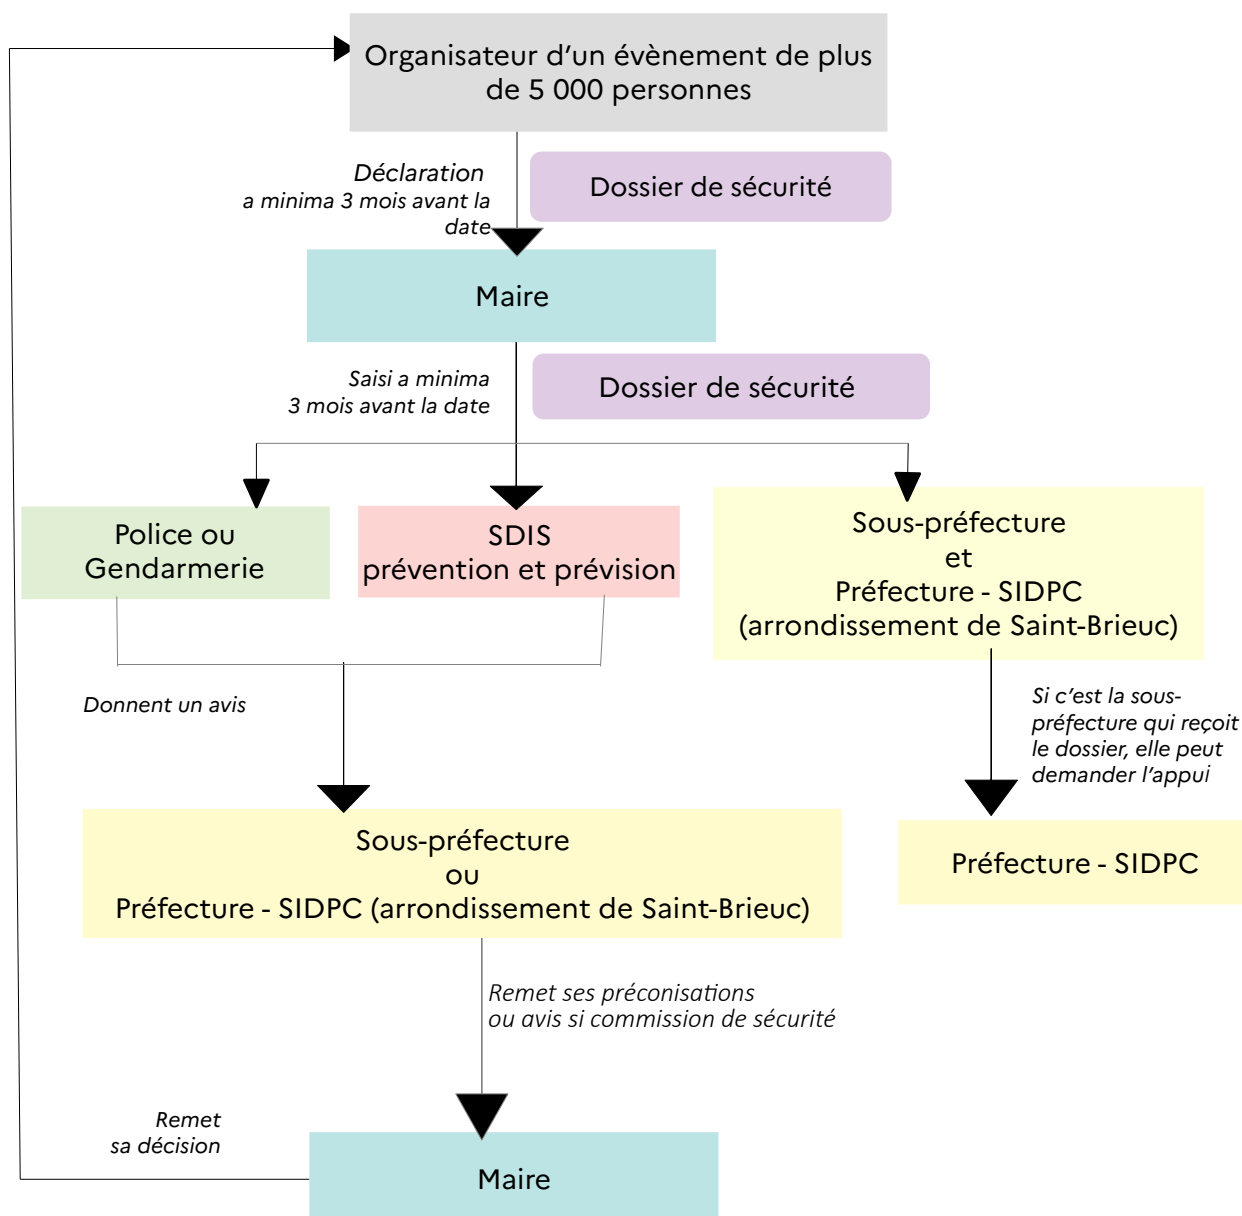 Organisateur d’un évènement de plus
de 5 000 personnes
Déclaration
a minima 3 mois avant la
date
Dossier de sécurité
Maire
Saisi a minima
3 mois avant la date
Dossier de sécurité
Police ou
Gendarmerie
SDIS
prévention et prévision
Sous-préfecture
et
Préfecture - SIDPC
(arrondissement de Saint-Brieuc)
Donnent un avis
Si c’est la sous-
préfecture qui reçoit
le dossier, elle peut
demander l’appui
Sous-préfecture
ou
Préfecture - SIDPC (arrondissement de Saint-Brieuc)
Préfecture - SIDPC
Remet ses préconisations
ou avis si commission de sécurité
Remet
sa décision
Maire